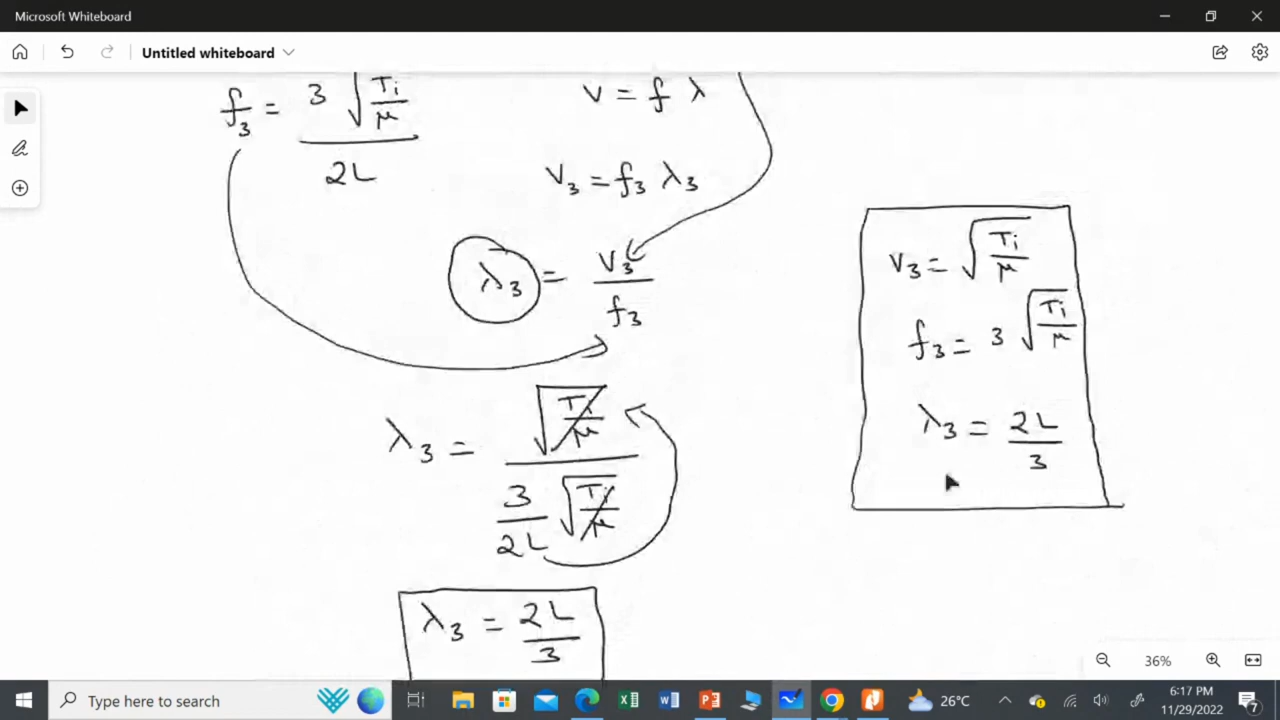 Microsoft Whiteboard
Untitled whiteboard
f₃ = 3 √(Ti/μ) / 2L
v = f λ
v₃ = f₃ λ₃
λ₃ = v₃/f₃
λ₃ = √(Ti/μ) / (3/2L √(Ti/μ))
λ₃ = 2L/3
v₃ = √(Ti/μ)
f₃ = 3 √(Ti/μ)
λ₃ = 2L/3
36%
Type here to search
26°C
6:17 PM
11/29/2022
7